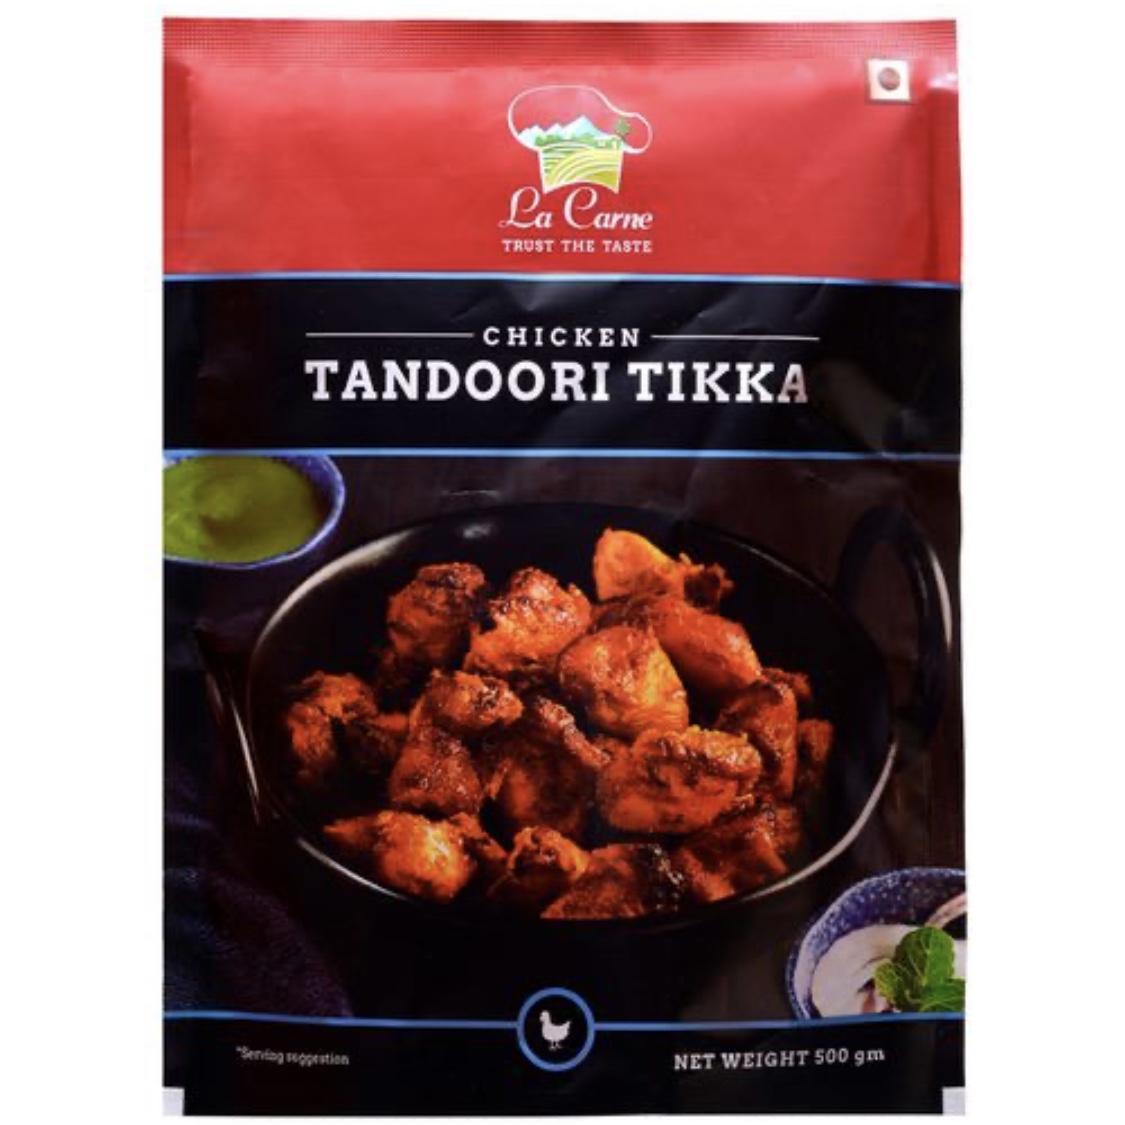 La Carne
TRUST THE TASTE
CHICKEN
TANDOORI TIKKA
*Serving suggestion
NET WEIGHT 500 gm